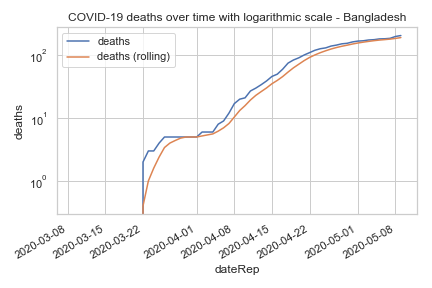 COVID-19 deaths over time with logarithmic scale - Bangladesh
deaths
deaths (rolling)
10²
10¹
10⁰
deaths
2020-03-08
2020-03-15
2020-03-22
2020-04-01
2020-04-08
2020-04-15
2020-04-22
2020-05-01
2020-05-08
dateRep